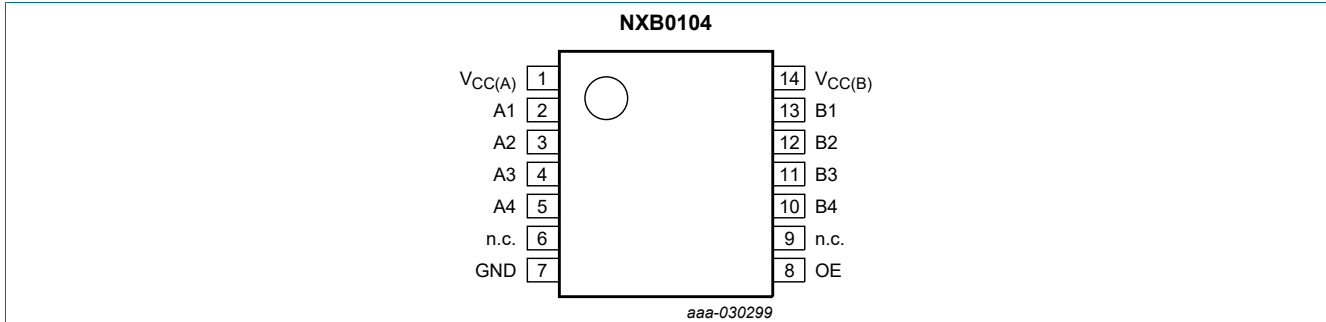 NXB0104
VCC(A) 1 14 VCC(B)
A1 2 13 B1
A2 3 12 B2
A3 4 11 B3
A4 5 10 B4
n.c. 6 9 n.c.
GND 7 8 OE
aaa-030299